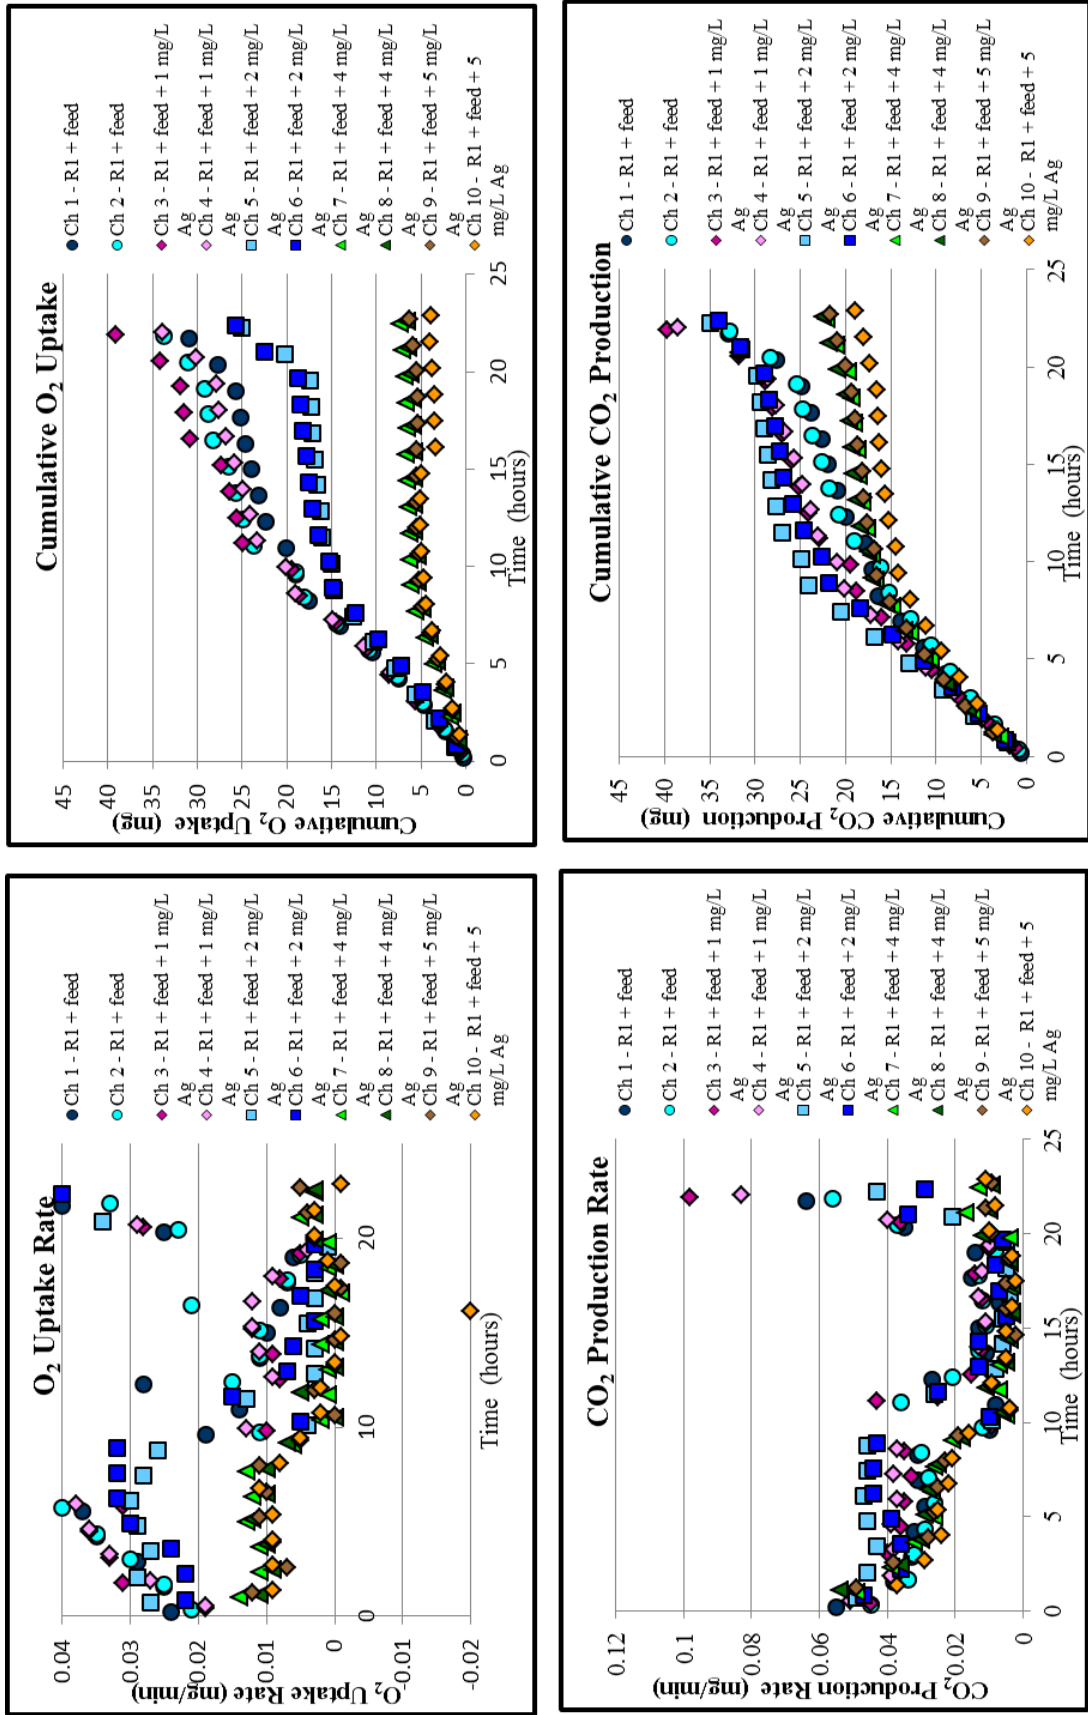 O₂ Uptake Rate
O₂ Uptake Rate (mg/min)
0.04
0.03
0.02
0.01
0
-0.01
-0.02
0
10
20
Time (hours)
Ch 1 - R1 + feed
Ch 2 - R1 + feed
Ch 3 - R1 + feed + 1 mg/L
Ag
Ch 4 - R1 + feed + 1 mg/L
Ag
Ch 5 - R1 + feed + 2 mg/L
Ag
Ch 6 - R1 + feed + 2 mg/L
Ag
Ch 7 - R1 + feed + 4 mg/L
Ag
Ch 8 - R1 + feed + 4 mg/L
Ag
Ch 9 - R1 + feed + 5 mg/L
Ag
Ch 10 - R1 + feed + 5
mg/L Ag
Cumulative O₂ Uptake
Cumulative O₂ Uptake (mg)
45
40
35
30
25
20
15
10
5
0
0
5
10
15
20
25
Time (hours)
Ch 1 - R1 + feed
Ch 2 - R1 + feed
Ch 3 - R1 + feed + 1 mg/L
Ag
Ch 4 - R1 + feed + 1 mg/L
Ag
Ch 5 - R1 + feed + 2 mg/L
Ag
Ch 6 - R1 + feed + 2 mg/L
Ag
Ch 7 - R1 + feed + 4 mg/L
Ag
Ch 8 - R1 + feed + 4 mg/L
Ag
Ch 9 - R1 + feed + 5 mg/L
Ag
Ch 10 - R1 + feed + 5
mg/L Ag
CO₂ Production Rate
CO₂ Production Rate (mg/min)
0.12
0.1
0.08
0.06
0.04
0.02
0
0
5
10
15
20
25
Time (hours)
Ch 1 - R1 + feed
Ch 2 - R1 + feed
Ch 3 - R1 + feed + 1 mg/L
Ag
Ch 4 - R1 + feed + 1 mg/L
Ag
Ch 5 - R1 + feed + 2 mg/L
Ag
Ch 6 - R1 + feed + 2 mg/L
Ag
Ch 7 - R1 + feed + 4 mg/L
Ag
Ch 8 - R1 + feed + 4 mg/L
Ag
Ch 9 - R1 + feed + 5 mg/L
Ag
Ch 10 - R1 + feed + 5
mg/L Ag
Cumulative CO₂ Production
Cumulative CO₂ Production (mg)
45
40
35
30
25
20
15
10
5
0
0
5
10
15
20
25
Time (hours)
Ch 1 - R1 + feed
Ch 2 - R1 + feed
Ch 3 - R1 + feed + 1 mg/L
Ag
Ch 4 - R1 + feed + 1 mg/L
Ag
Ch 5 - R1 + feed + 2 mg/L
Ag
Ch 6 - R1 + feed + 2 mg/L
Ag
Ch 7 - R1 + feed + 4 mg/L
Ag
Ch 8 - R1 + feed + 4 mg/L
Ag
Ch 9 - R1 + feed + 5 mg/L
Ag
Ch 10 - R1 + feed + 5
mg/L Ag